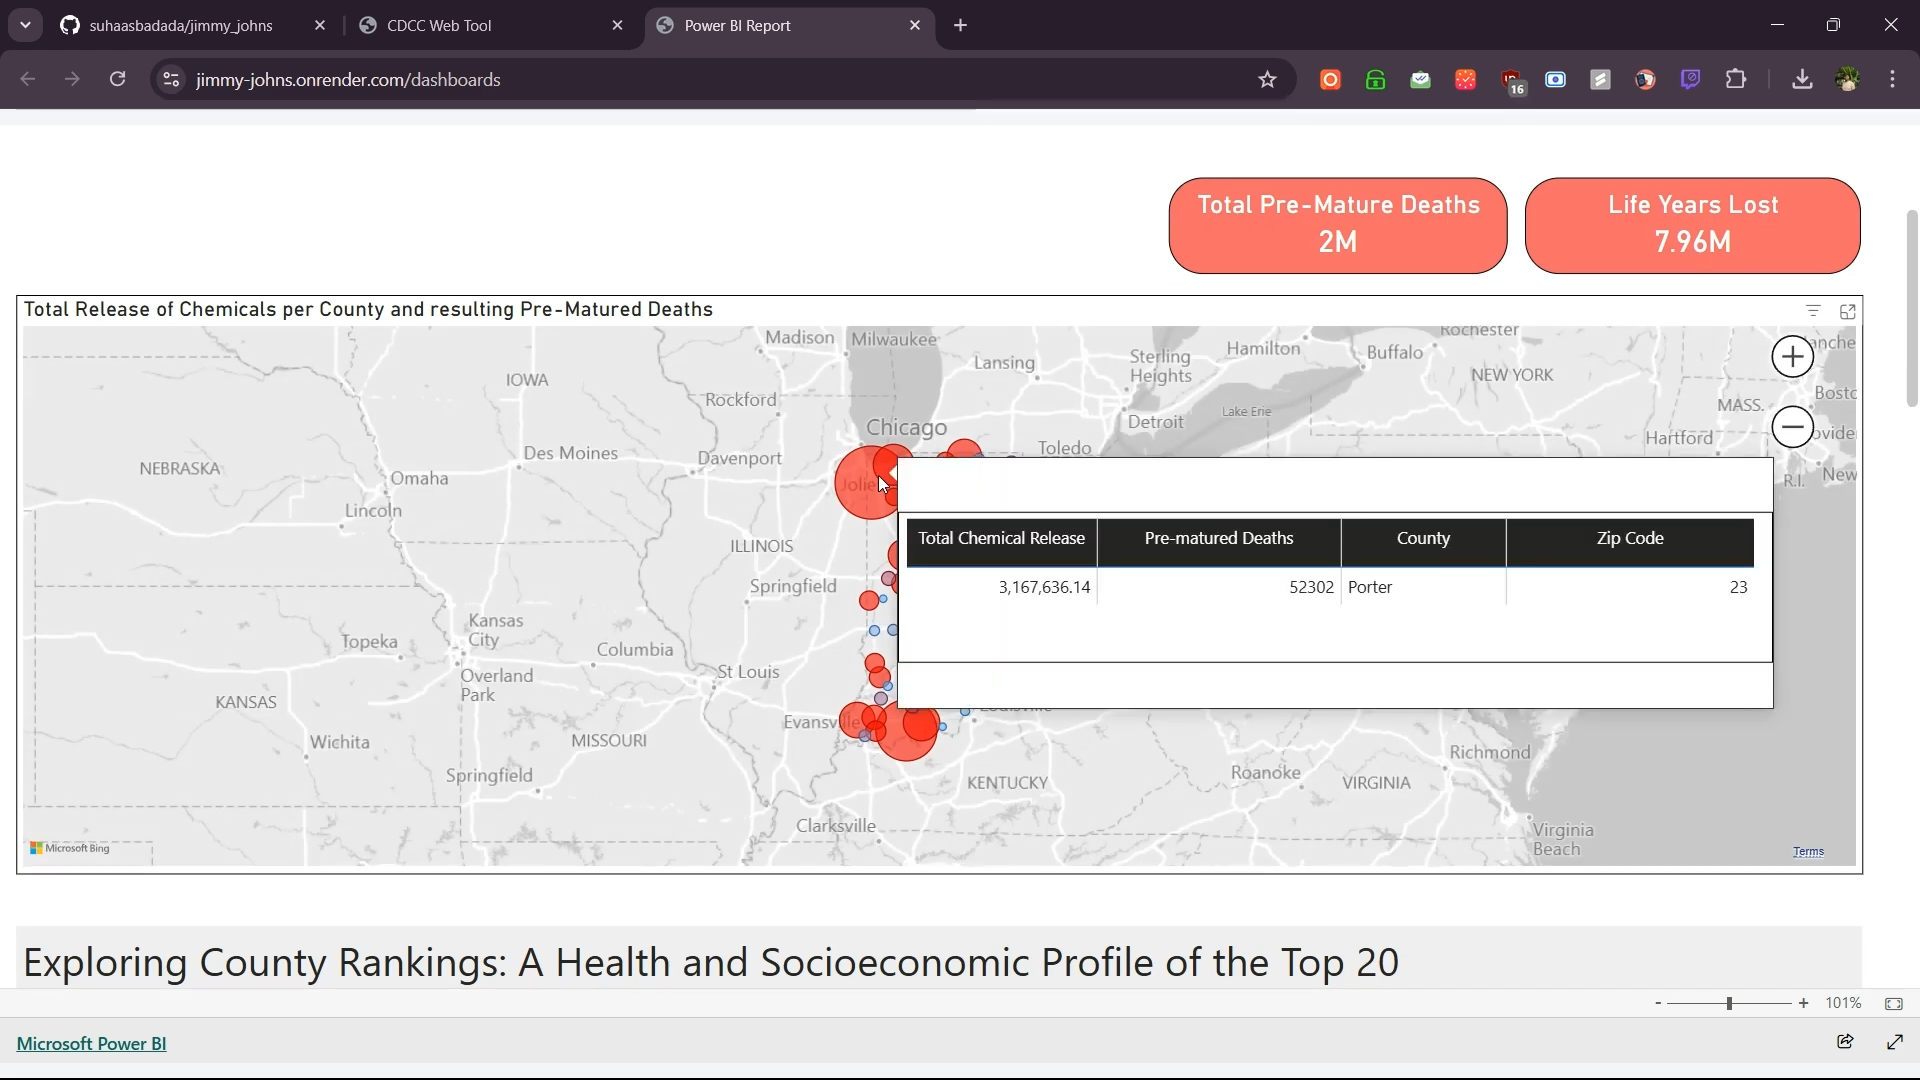 suhaasbadada/jimmy_johns
CDCC Web Tool
Power BI Report
jimmy-johns.onrender.com/dashboards
16
Total Pre-Mature Deaths
2M
Life Years Lost
7.96M
Total Release of Chemicals per County and resulting Pre-Matured Deaths
Madison
Milwaukee
Lansing
Sterling
Heights
Hamilton
Rochester
Buffalo
NEW YORK
IOWA
Rockford
Detroit
Lake Erie
MASS.
Chicago
Hartford
Toledo
NEBRASKA
Des Moines
Davenport
Omaha
Lincoln
R.I.
New
ILLINOIS
Springfield
Kansas
City
Topeka
Columbia
Overland
Park
St Louis
KANSAS
Evansville
Wichita
MISSOURI
Springfield
KENTUCKY
Richmond
Roanoke
VIRGINIA
Clarksville
Virginia
Beach
Total Chemical Release
Pre-matured Deaths
County
Zip Code
3,167,636.14
52302
Porter
23
Microsoft Bing
Terms
Exploring County Rankings: A Health and Socioeconomic Profile of the Top 20
- + 101%
Microsoft Power BI